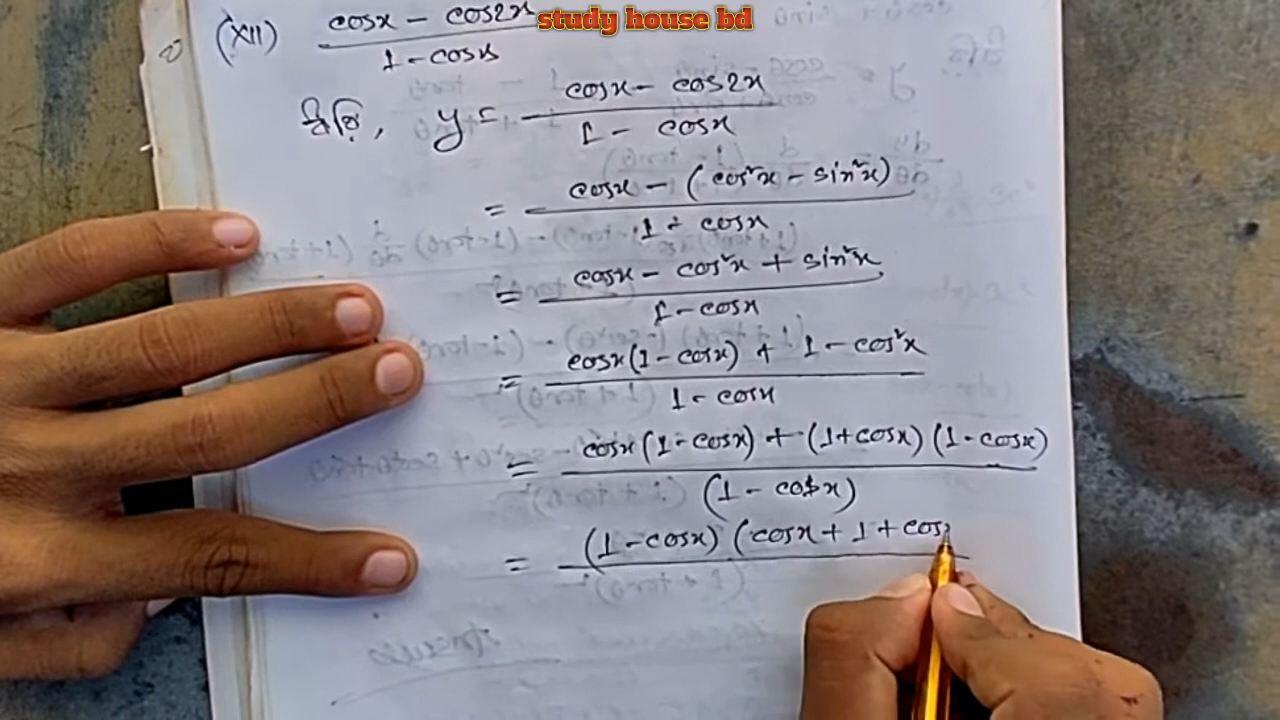 study house bd
(XII) cosx - cos2x / 1 - cosx
ধরি, y = cosx - cos2x / 1 - cosx
= cosx - (cos²x - sin²x) / 1 - cosx
= cosx - cos²x + sin²x / 1 - cosx
= cosx(1 - cosx) + 1 - cos²x / 1 - cosx
= cosx(1 - cosx) + (1 + cosx)(1 - cosx) / (1 - cosx)
= (1 - cosx)(cosx + 1 + cos